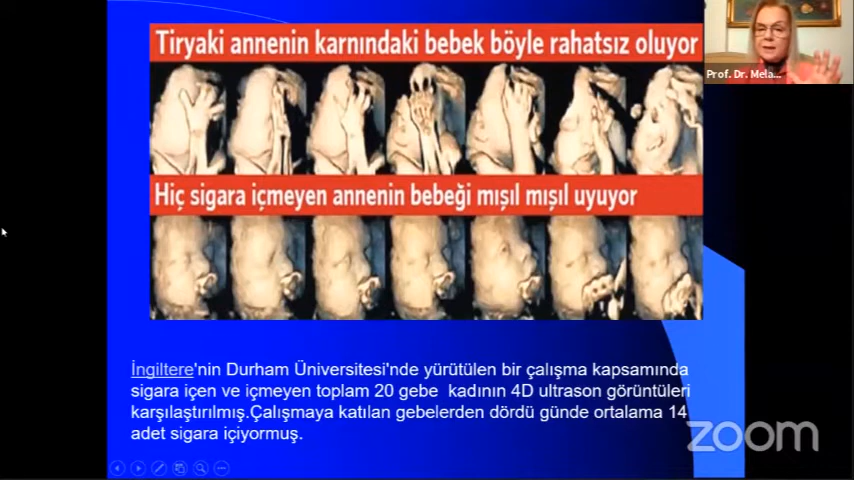 Tiryaki annenin karnındaki bebek böyle rahatsız oluyor
Prof. Dr. Mela...
Hiç sigara içmeyen annenin bebeği mışıl mışıl uyuyor
İngiltere'nin Durham Üniversitesi'nde yürütülen bir çalışma kapsamında
sigara içen ve içmeyen toplam 20 gebe kadının 4D ultrason görüntüleri
karşılaştırılmış.Çalışmaya katılan gebelerden dördü günde ortalama 14
adet sigara içiyormuş.
zoom